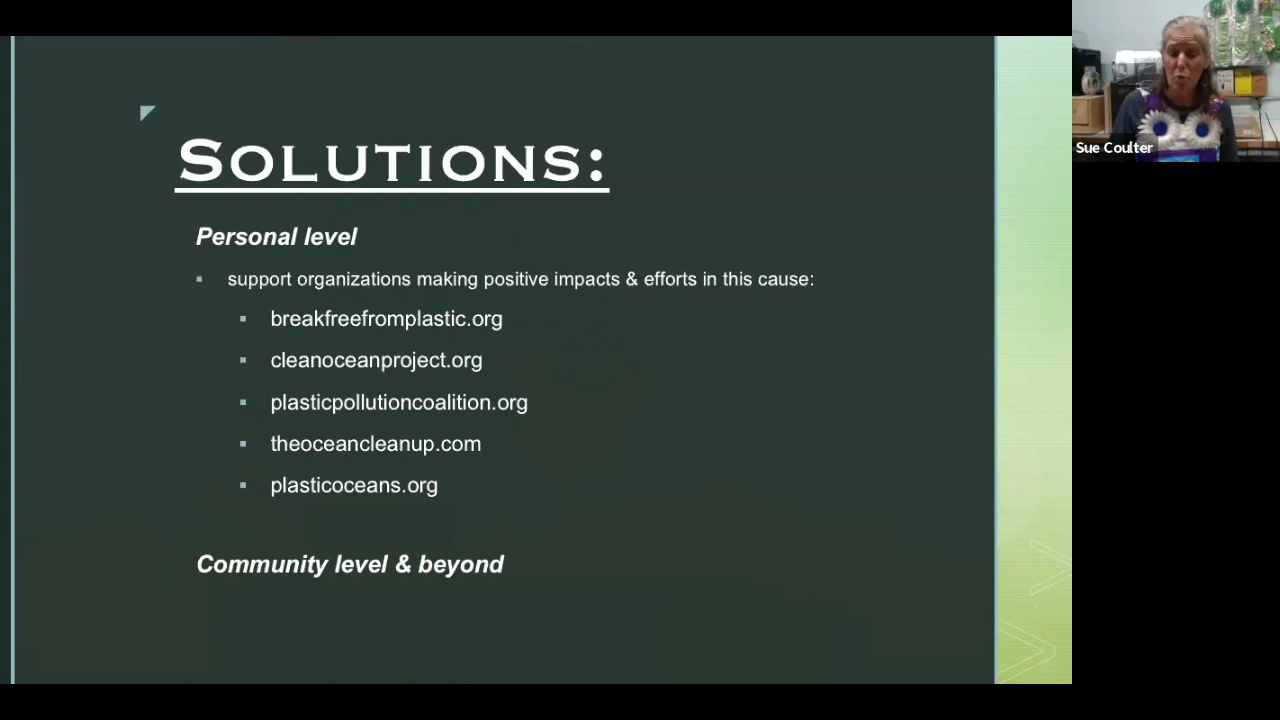 Solutions:
Personal level
support organizations making positive impacts & efforts in this cause:
breakfreefromplastic.org
cleanoceanproject.org
plasticpollutioncoalition.org
theoceancleanup.com
plasticoceans.org
Community level & beyond
Sue Coulter